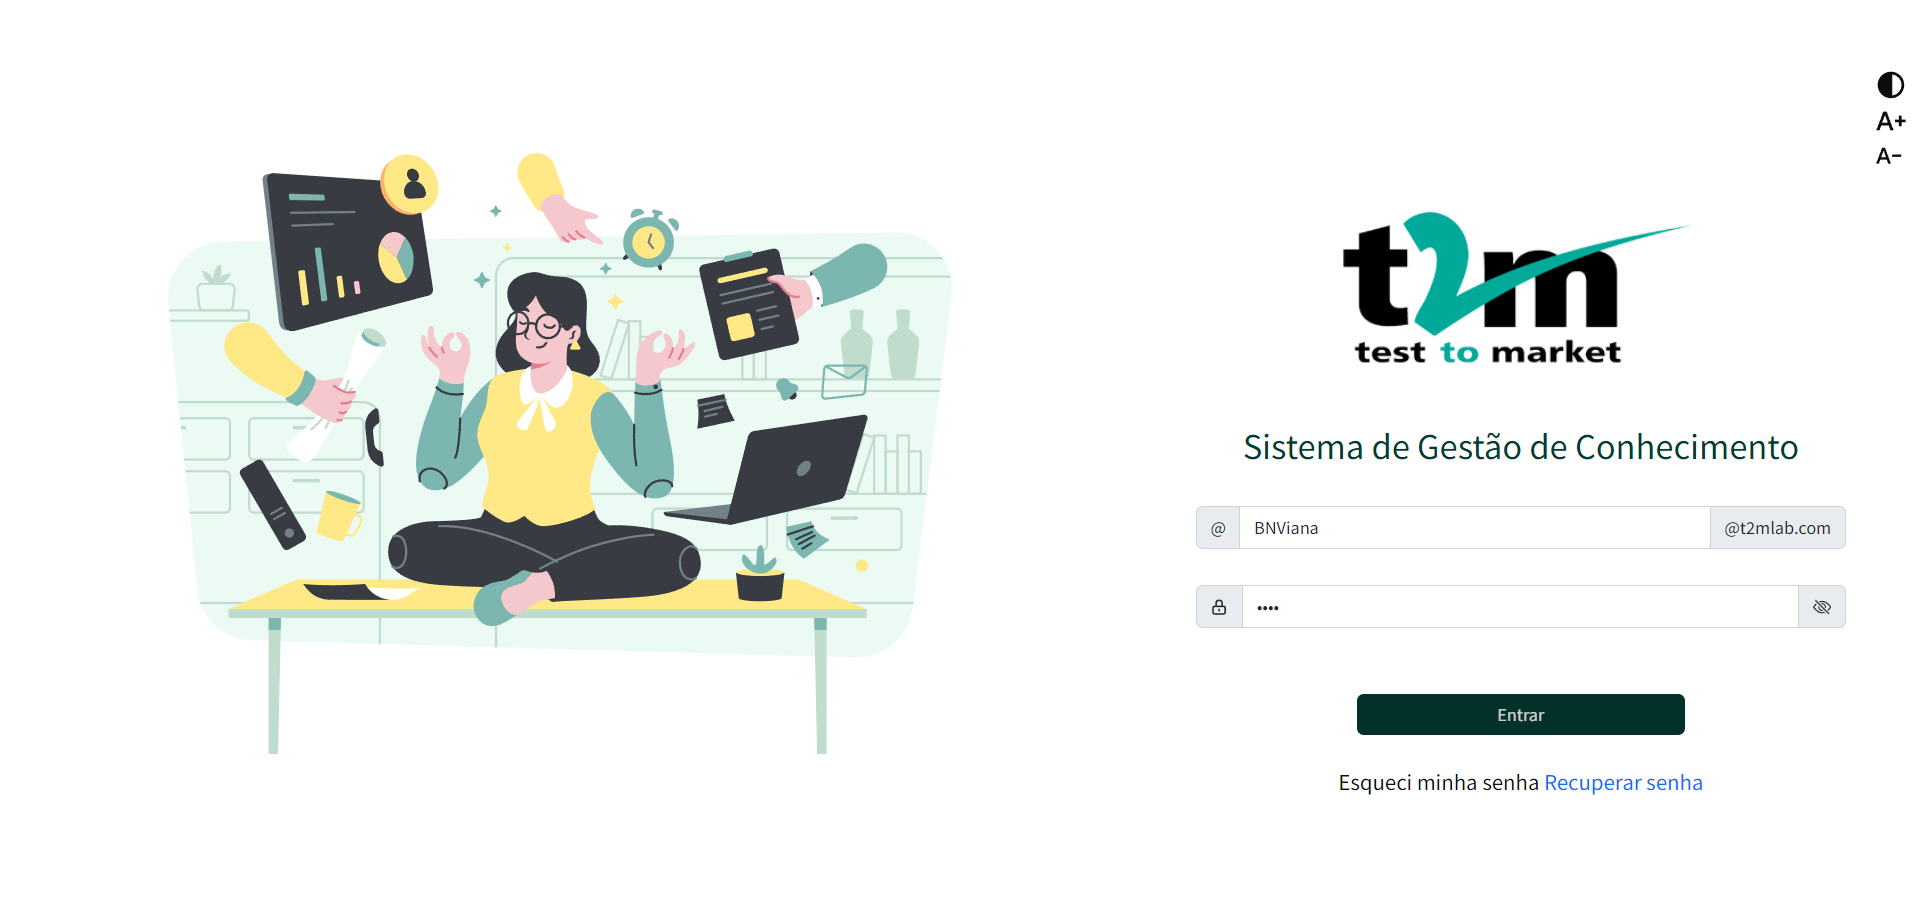 A+
A-
t2m
test to market
Sistema de Gestão de Conhecimento
@ BNViana @t2mlab.com
••••
Entrar
Esqueci minha senha Recuperar senha